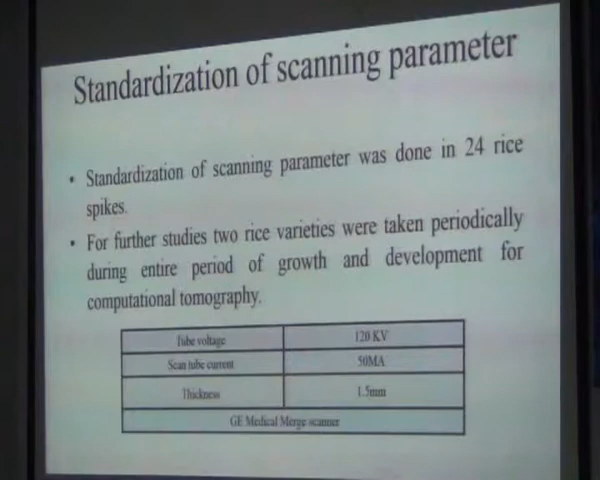 Standardization of scanning parameter
• Standardization of scanning parameter was done in 24 rice
spikes.
• For further studies two rice varieties were taken periodically
during entire period of growth and development for
computational tomography.
Tube voltage 120 KV
Scan tube current 50MA
Thickness 1.5mm
GE Medical Merge scanner